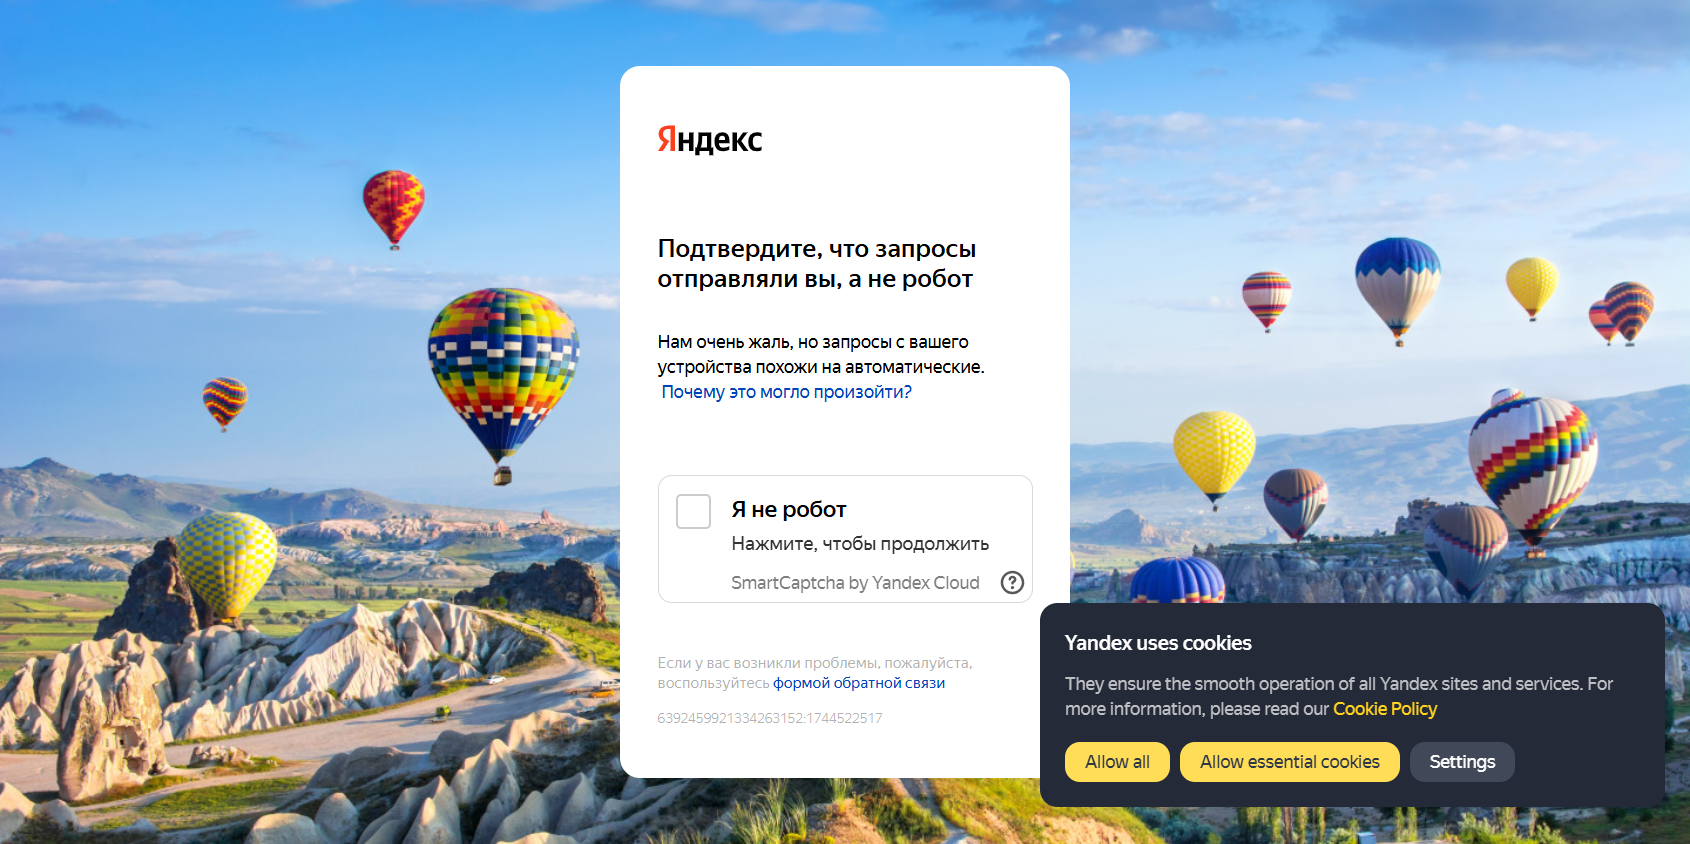 Яндекс
Подтвердите, что запросы
отправляли вы, а не робот
Нам очень жаль, но запросы с вашего
устройства похожи на автоматические.
Почему это могло произойти?
Я не робот
Нажмите, чтобы продолжить
SmartCaptcha by Yandex Cloud
?
Если у вас возникли проблемы, пожалуйста,
воспользуйтесь формой обратной связи
6392459921334263152:1744522517
Yandex uses cookies
They ensure the smooth operation of all Yandex sites and services. For
more information, please read our Cookie Policy
Allow all
Allow essential cookies
Settings